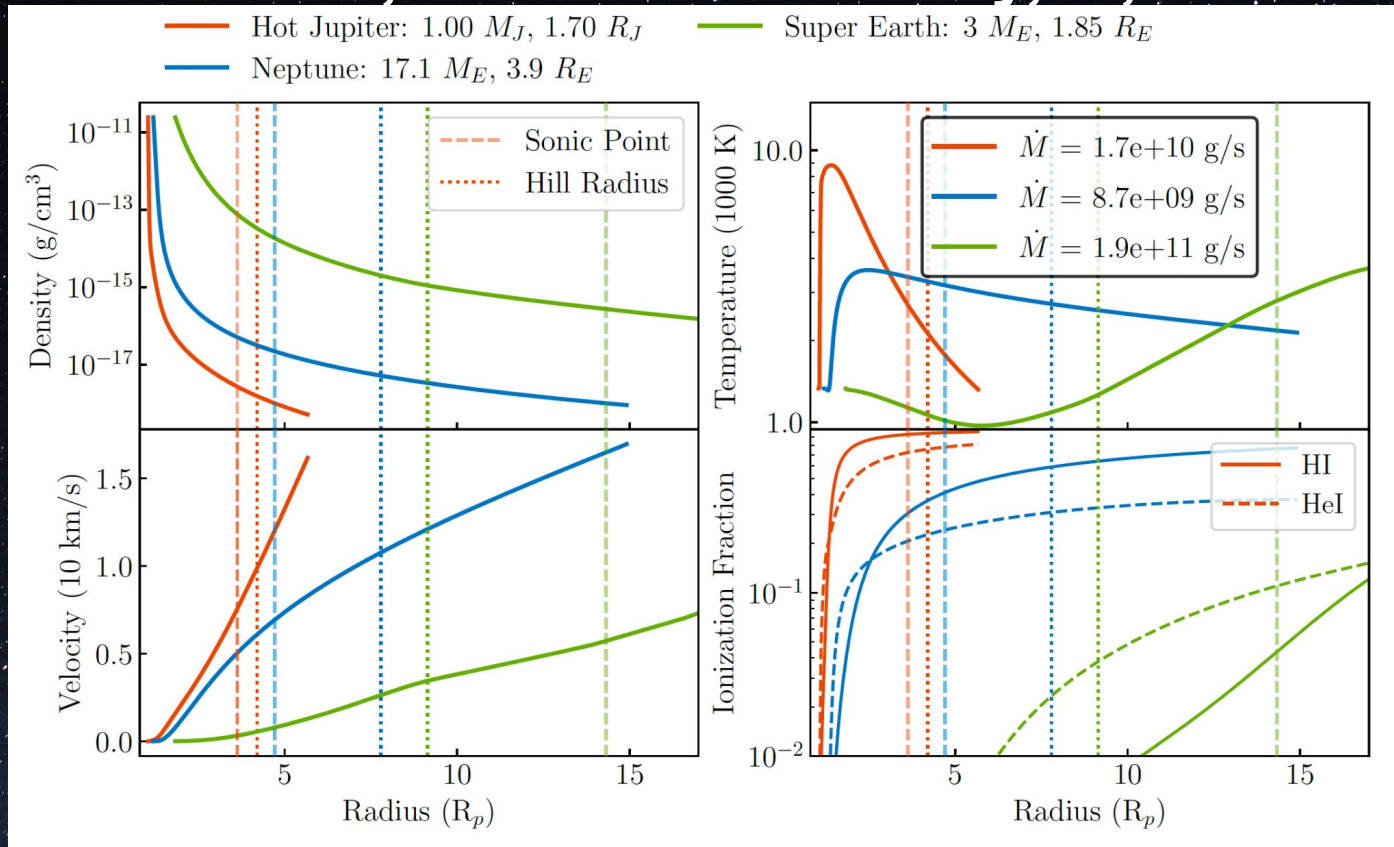 Hot Jupiter: 1.00 M_J, 1.70 R_J
Super Earth: 3 M_E, 1.85 R_E
Neptune: 17.1 M_E, 3.9 R_E
Density (g/cm³)
10⁻¹¹
10⁻¹³
10⁻¹⁵
10⁻¹⁷
Sonic Point
Hill Radius
Temperature (1000 K)
10.0
1.0
Ṁ = 1.7e+10 g/s
Ṁ = 8.7e+09 g/s
Ṁ = 1.9e+11 g/s
Velocity (10 km/s)
1.5
1.0
0.5
0.0
5
10
15
Radius (R_p)
Ionization Fraction
10⁻¹
10⁻²
HI
HeI
5
10
15
Radius (R_p)